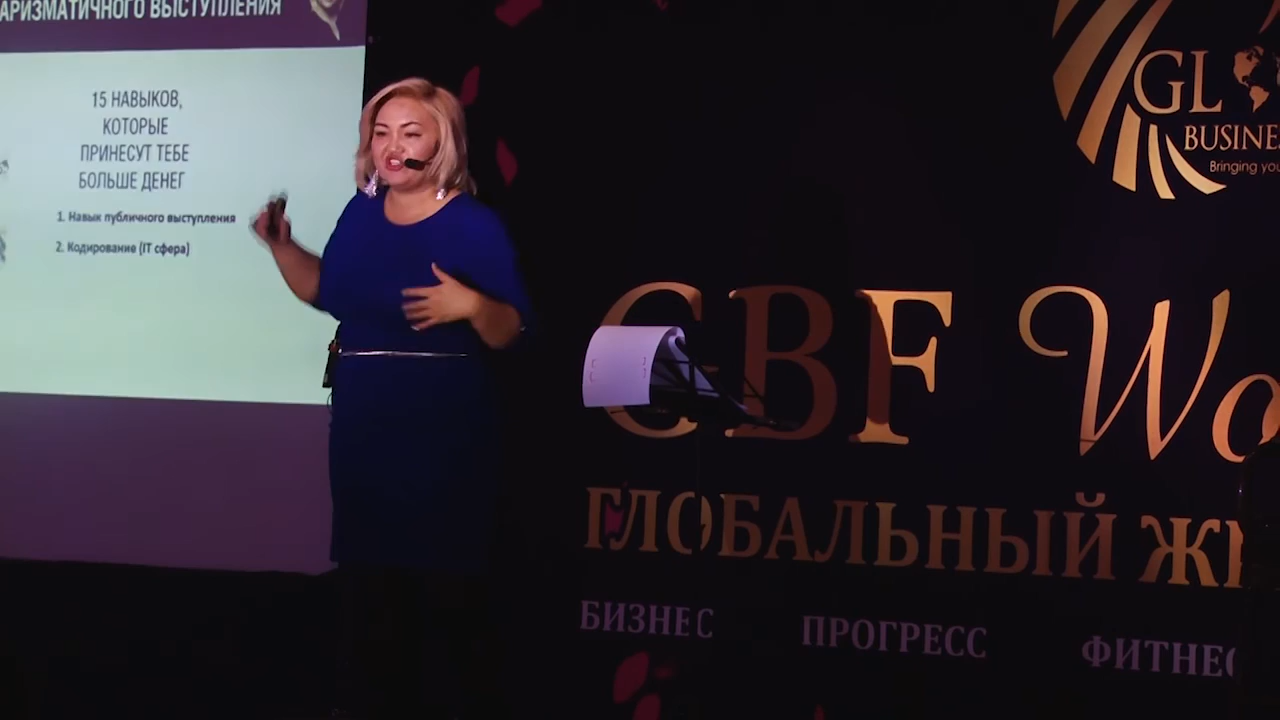 АРИЗМАТИЧНОГО ВЫСТУПЛЕНИЯ
15 НАВЫКОВ,
КОТОРЫЕ
ПРИНЕСУТ ТЕБЕ
БОЛЬШЕ ДЕНЕГ
1. Навык публичного выступления
2. Кодирование (IT сфера)
GL
BUSINE
Bringing you
GBF Wo
ГЛОБАЛЬНЫЙ Ж
БИЗНЕС ПРОГРЕСС ФИТНЕС